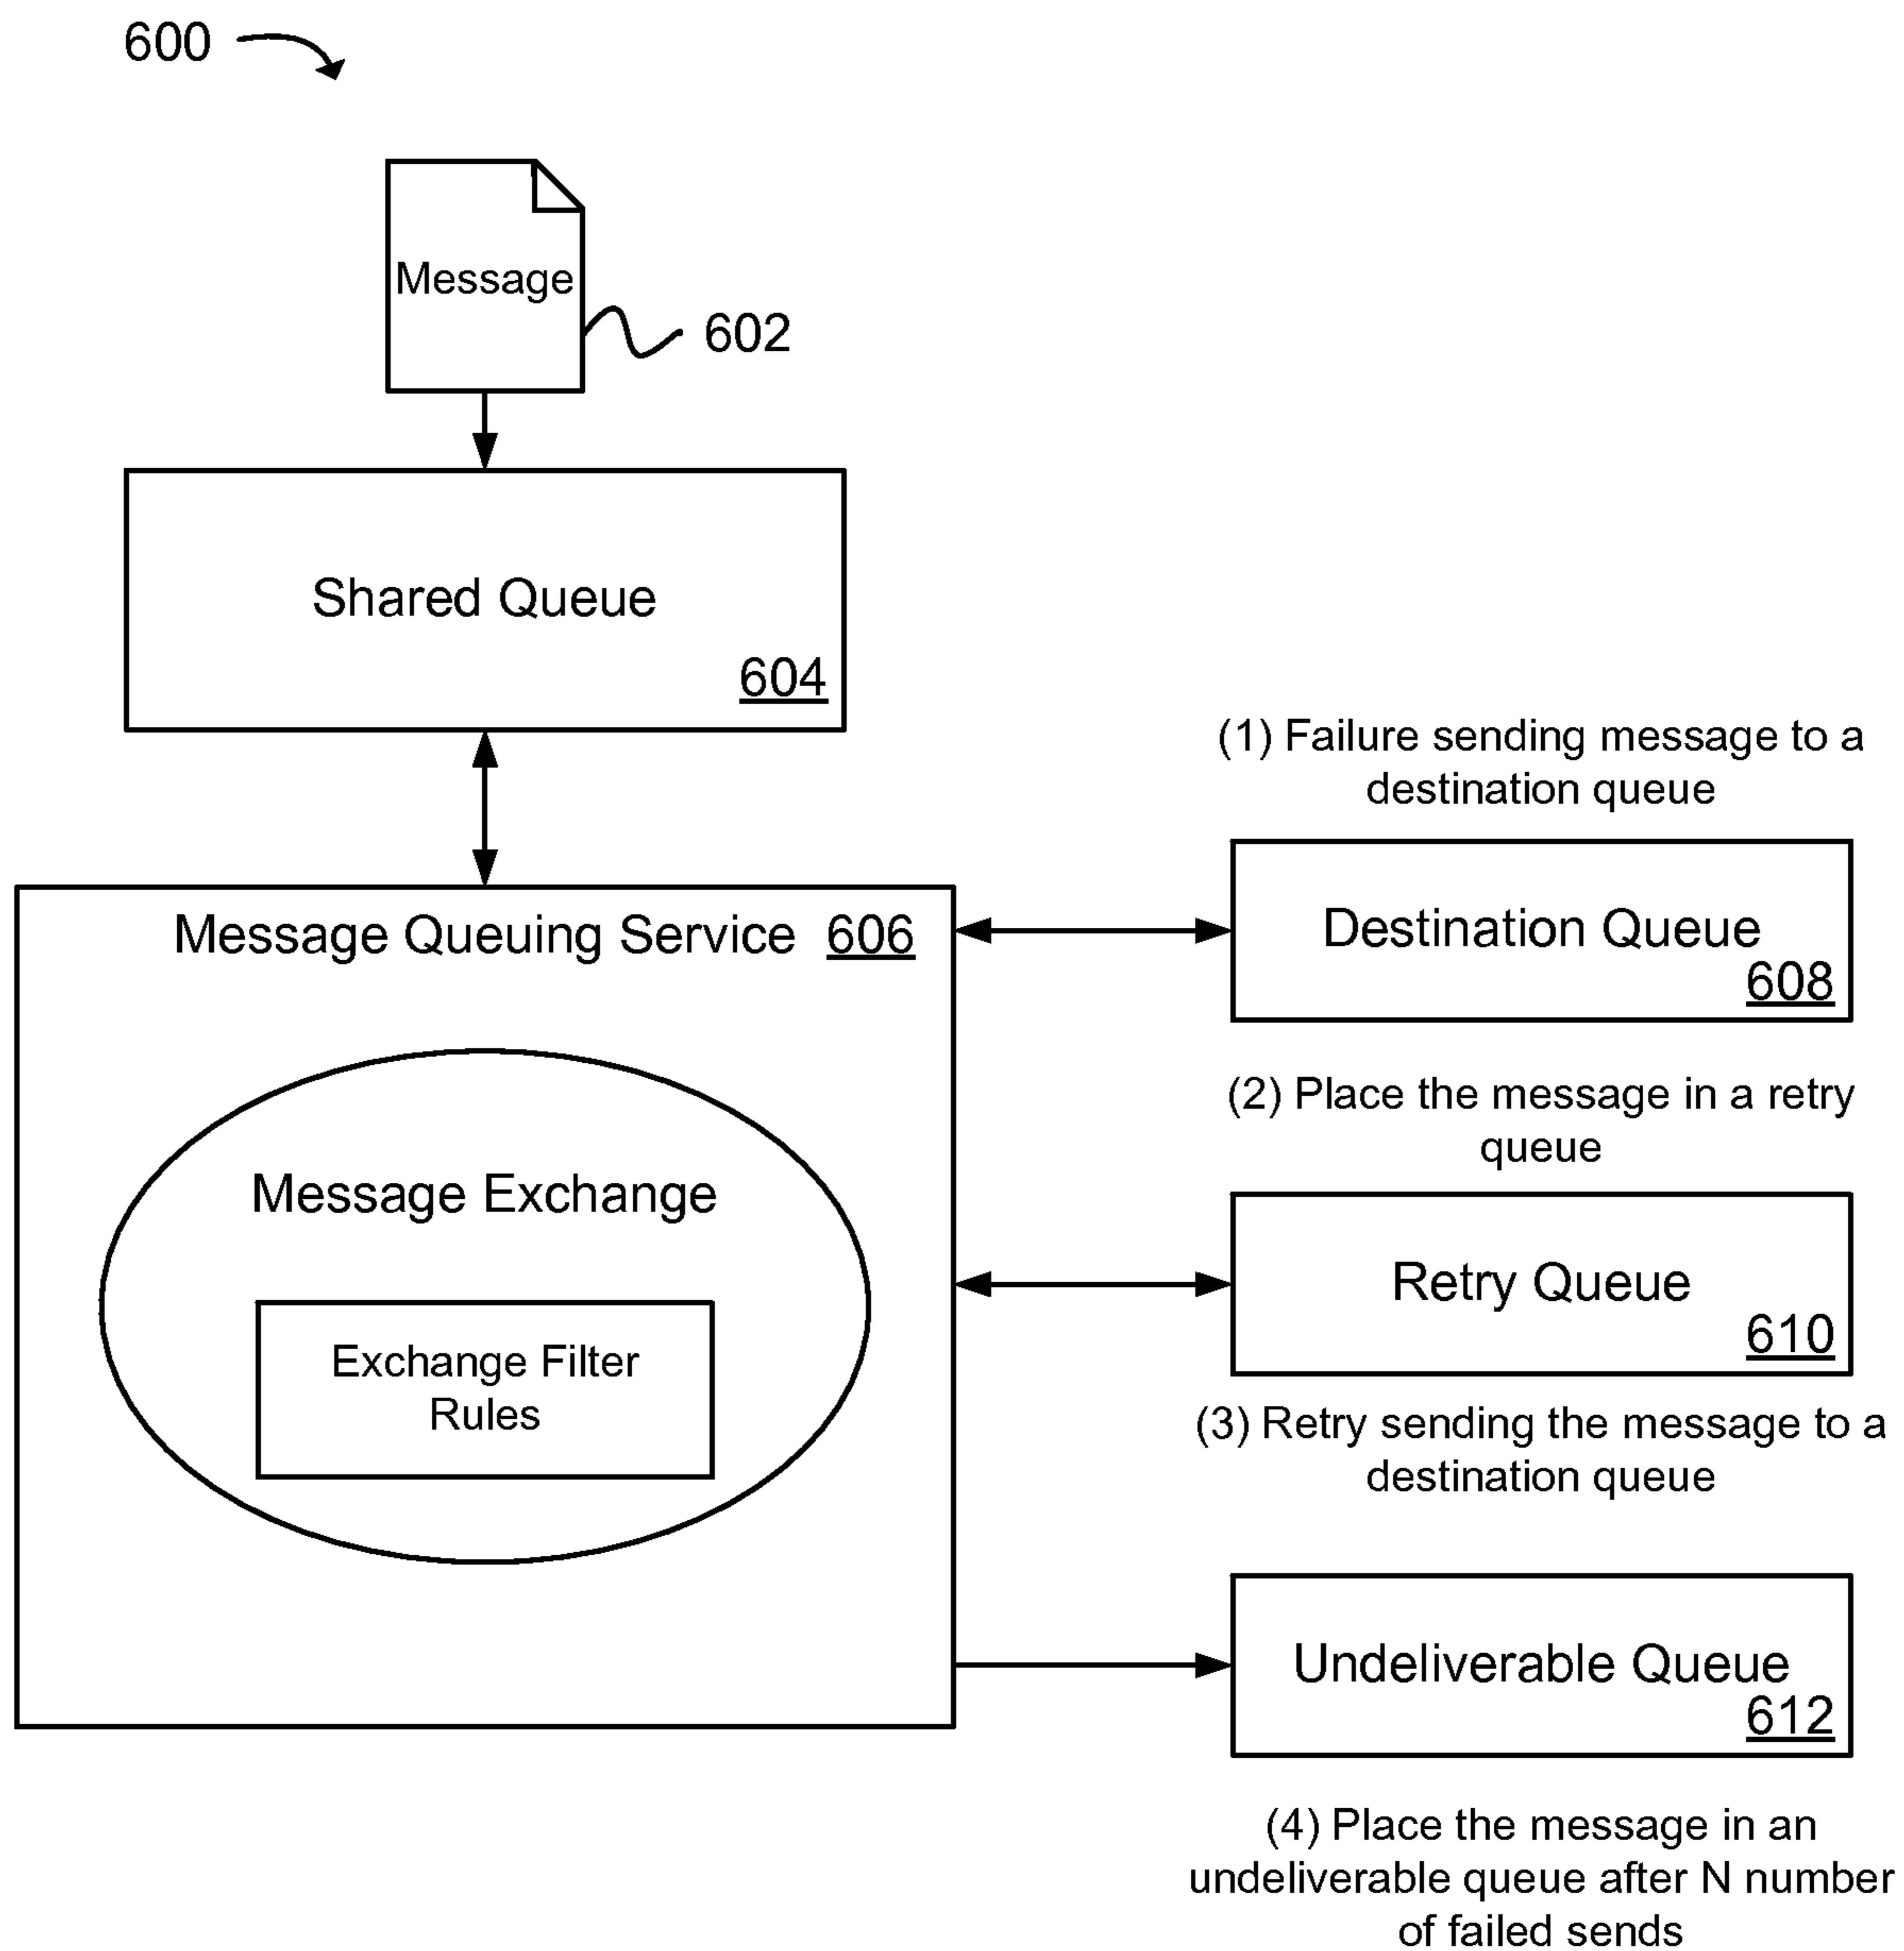 600
Message
602
Shared Queue
604
(1) Failure sending message to a
destination queue
Message Queuing Service 606
Destination Queue
608
(2) Place the message in a retry
queue
Message Exchange
Exchange Filter
Rules
Retry Queue
610
(3) Retry sending the message to a
destination queue
Undeliverable Queue
612
(4) Place the message in an
undeliverable queue after N number
of failed sends